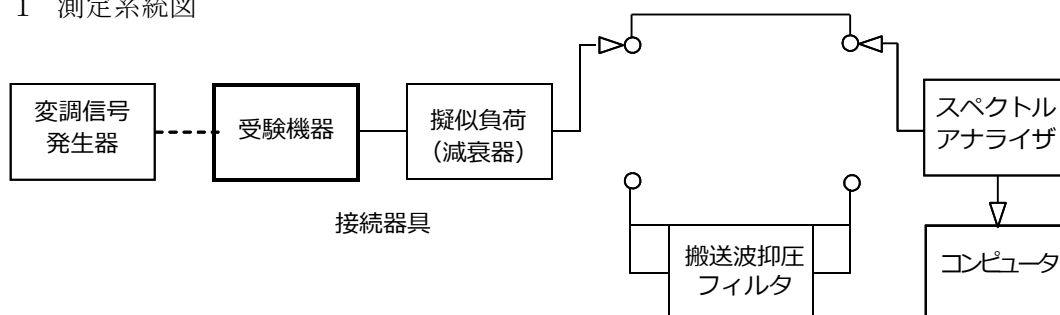 1 測定系統図
変調信号
発生器
受験機器
擬似負荷
(減衰器)
スペクトル
アナライザ
接続器具
搬送波抑圧
フィルタ
コンピュータ